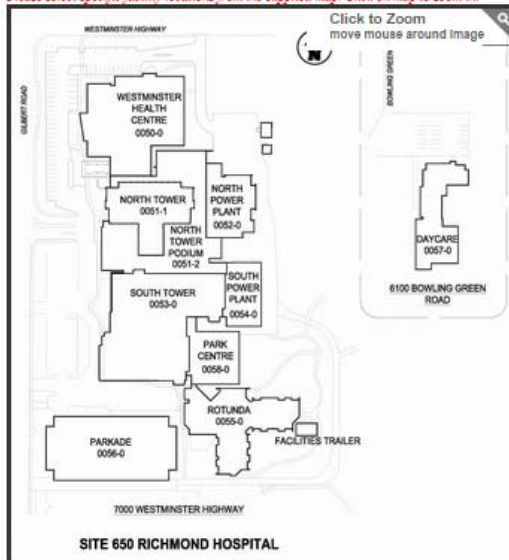 Click to Zoom
move mouse around image
WESTMINSTER HIGHWAY
N
GILBERT ROAD
BOWLING GREEN
WESTMINSTER
HEALTH
CENTRE
0050-0
NORTH TOWER
0051-1
NORTH
POWER
PLANT
0052-0
NORTH
TOWER
PODIUM
0051-2
DAYCARE
0057-0
SOUTH TOWER
0053-0
SOUTH
POWER
PLANT
0054-0
6100 BOWLING GREEN
ROAD
PARK
CENTRE
0058-0
ROTUNDA
0055-0
PARKADE
0056-0
FACILITIES TRAILER
7000 WESTMINSTER HIGHWAY
SITE 650 RICHMOND HOSPITAL